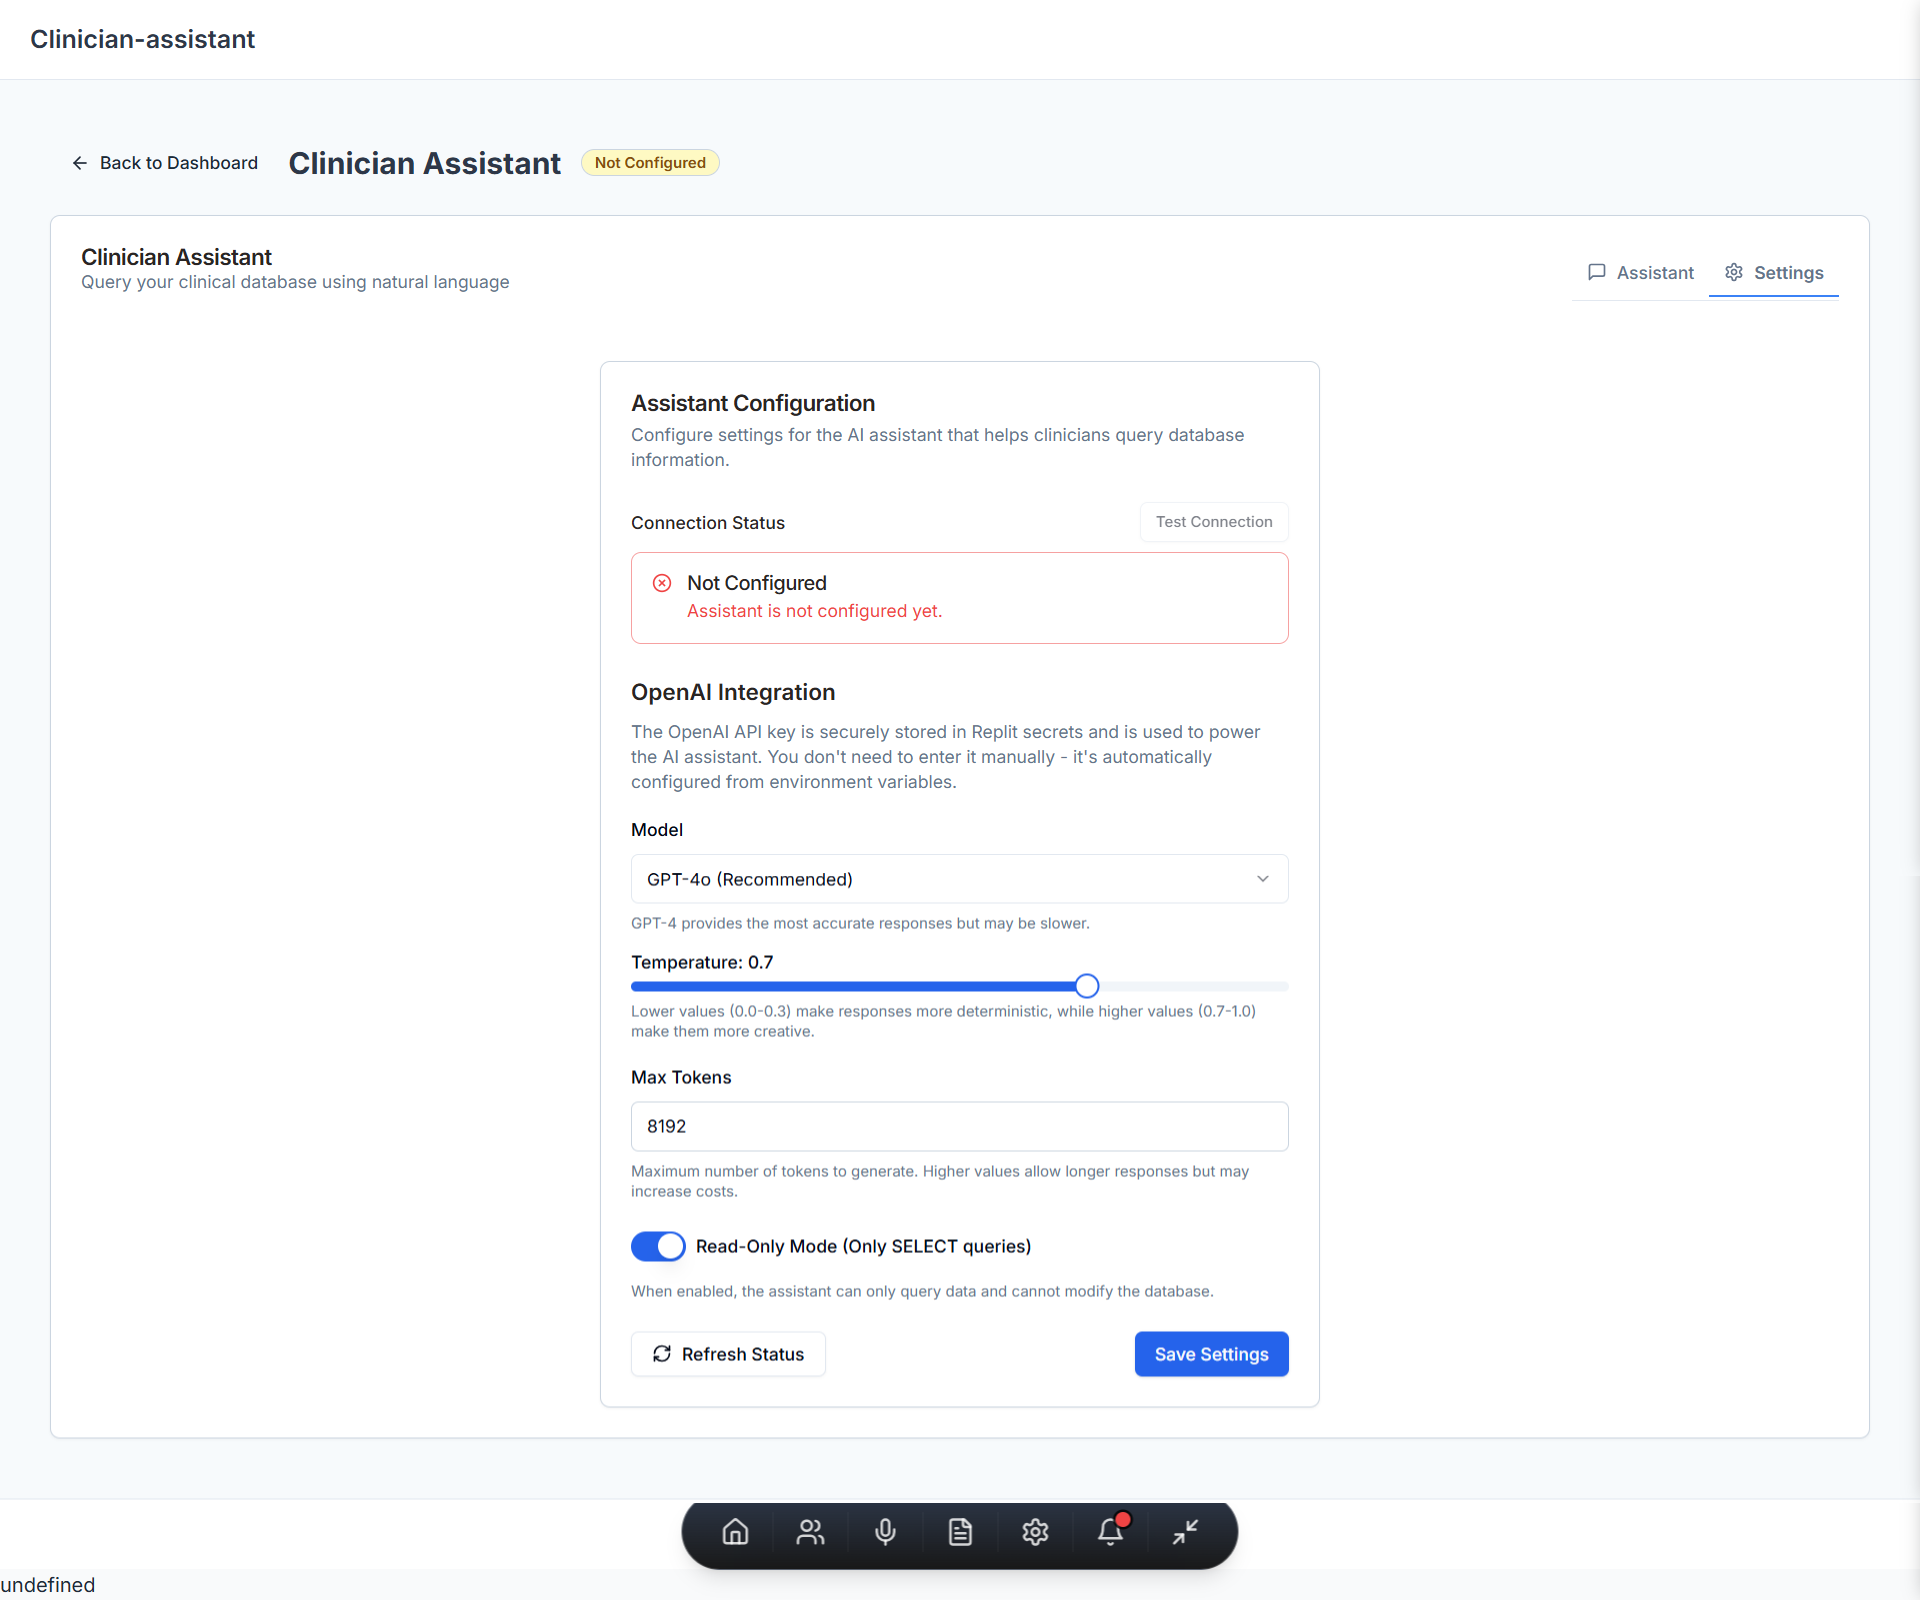 Clinician-assistant
Back to Dashboard
Clinician Assistant
Not Configured
Clinician Assistant
Query your clinical database using natural language
Assistant
Settings
Assistant Configuration
Configure settings for the AI assistant that helps clinicians query database
information.
Connection Status
Test Connection
Not Configured
Assistant is not configured yet.
OpenAI Integration
The OpenAI API key is securely stored in Replit secrets and is used to power
the AI assistant. You don't need to enter it manually - it's automatically
configured from environment variables.
Model
GPT-4o (Recommended)
GPT-4 provides the most accurate responses but may be slower.
Temperature: 0.7
Lower values (0.0-0.3) make responses more deterministic, while higher values (0.7-1.0)
make them more creative.
Max Tokens
8192
Maximum number of tokens to generate. Higher values allow longer responses but may
increase costs.
Read-Only Mode (Only SELECT queries)
When enabled, the assistant can only query data and cannot modify the database.
Refresh Status
Save Settings
undefined